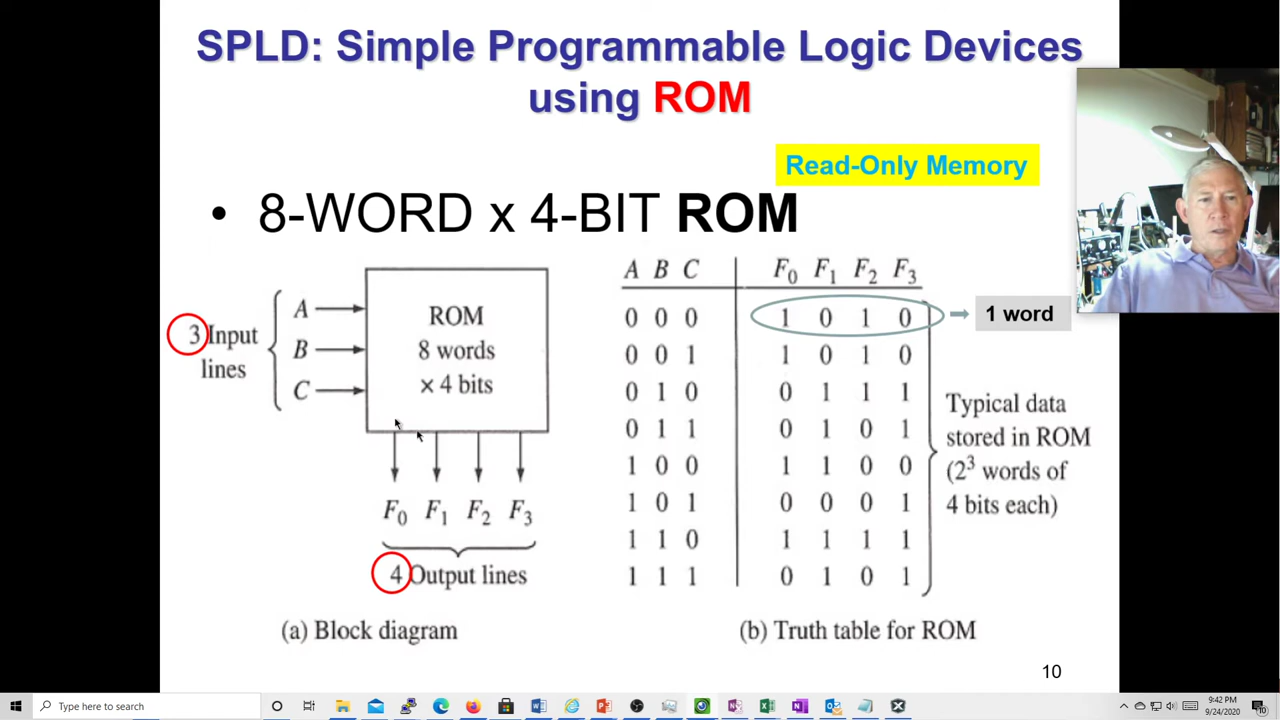 SPLD: Simple Programmable Logic Devices
using ROM
Read-Only Memory
• 8-WORD x 4-BIT ROM
3 Input
lines
A
B
C
ROM
8 words
× 4 bits
F0 F1 F2 F3
4 Output lines
(a) Block diagram
A B C F0 F1 F2 F3
0 0 0 1 0 1 0
1 word
0 0 1 1 0 1 0
0 1 0 0 1 1 1
0 1 1 0 1 0 1
1 0 0 1 1 0 0
1 0 1 0 0 0 1
1 1 0 1 1 1 1
1 1 1 0 1 0 1
Typical data
stored in ROM
(2³ words of
4 bits each)
(b) Truth table for ROM
10
Type here to search
9:42 PM
9/24/2020